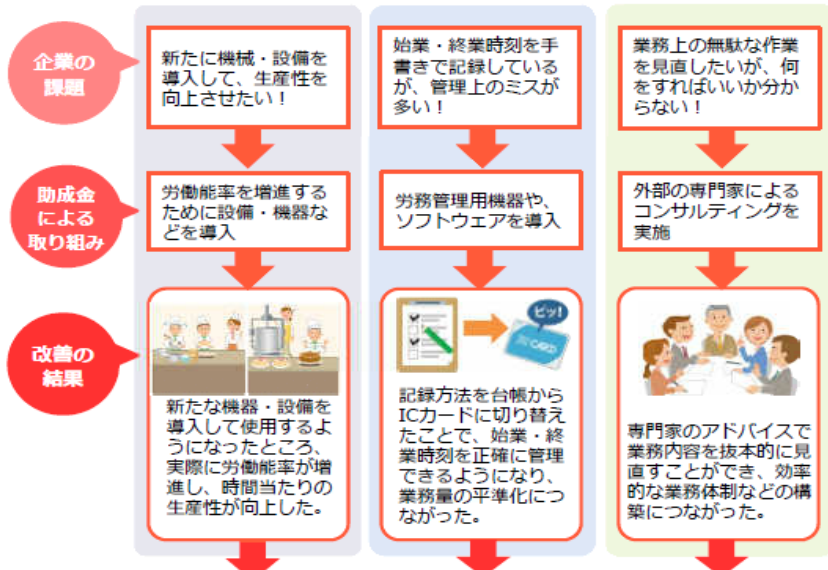 企業の
課題
新たに機械・設備を
導入して、生産性を
向上させたい！
始業・終業時刻を手
書きで記録している
が、管理上のミスが
多い！
業務上の無駄な作業
を見直したいが、何
をすればいいか分か
らない！
助成金
による
取り組み
労働能率を増進する
ために設備・機器な
どを導入
労務管理用機器や、
ソフトウェアを導入
外部の専門家による
コンサルティングを
実施
改善の
結果
新たな機器・設備を
導入して使用するよ
うになったところ、
実際に労働能率が増
進し、時間当たりの
生産性が向上した。
ピッ！
CARD
記録方法を台帳から
ICカードに切り替え
たことで、始業・終
業時刻を正確に管理
できるようになり、
業務量の平準化につ
ながった。
専門家のアドバイスで
業務内容を抜本的に見
直すことができ、効率
的な業務体制などの構
築につながった。